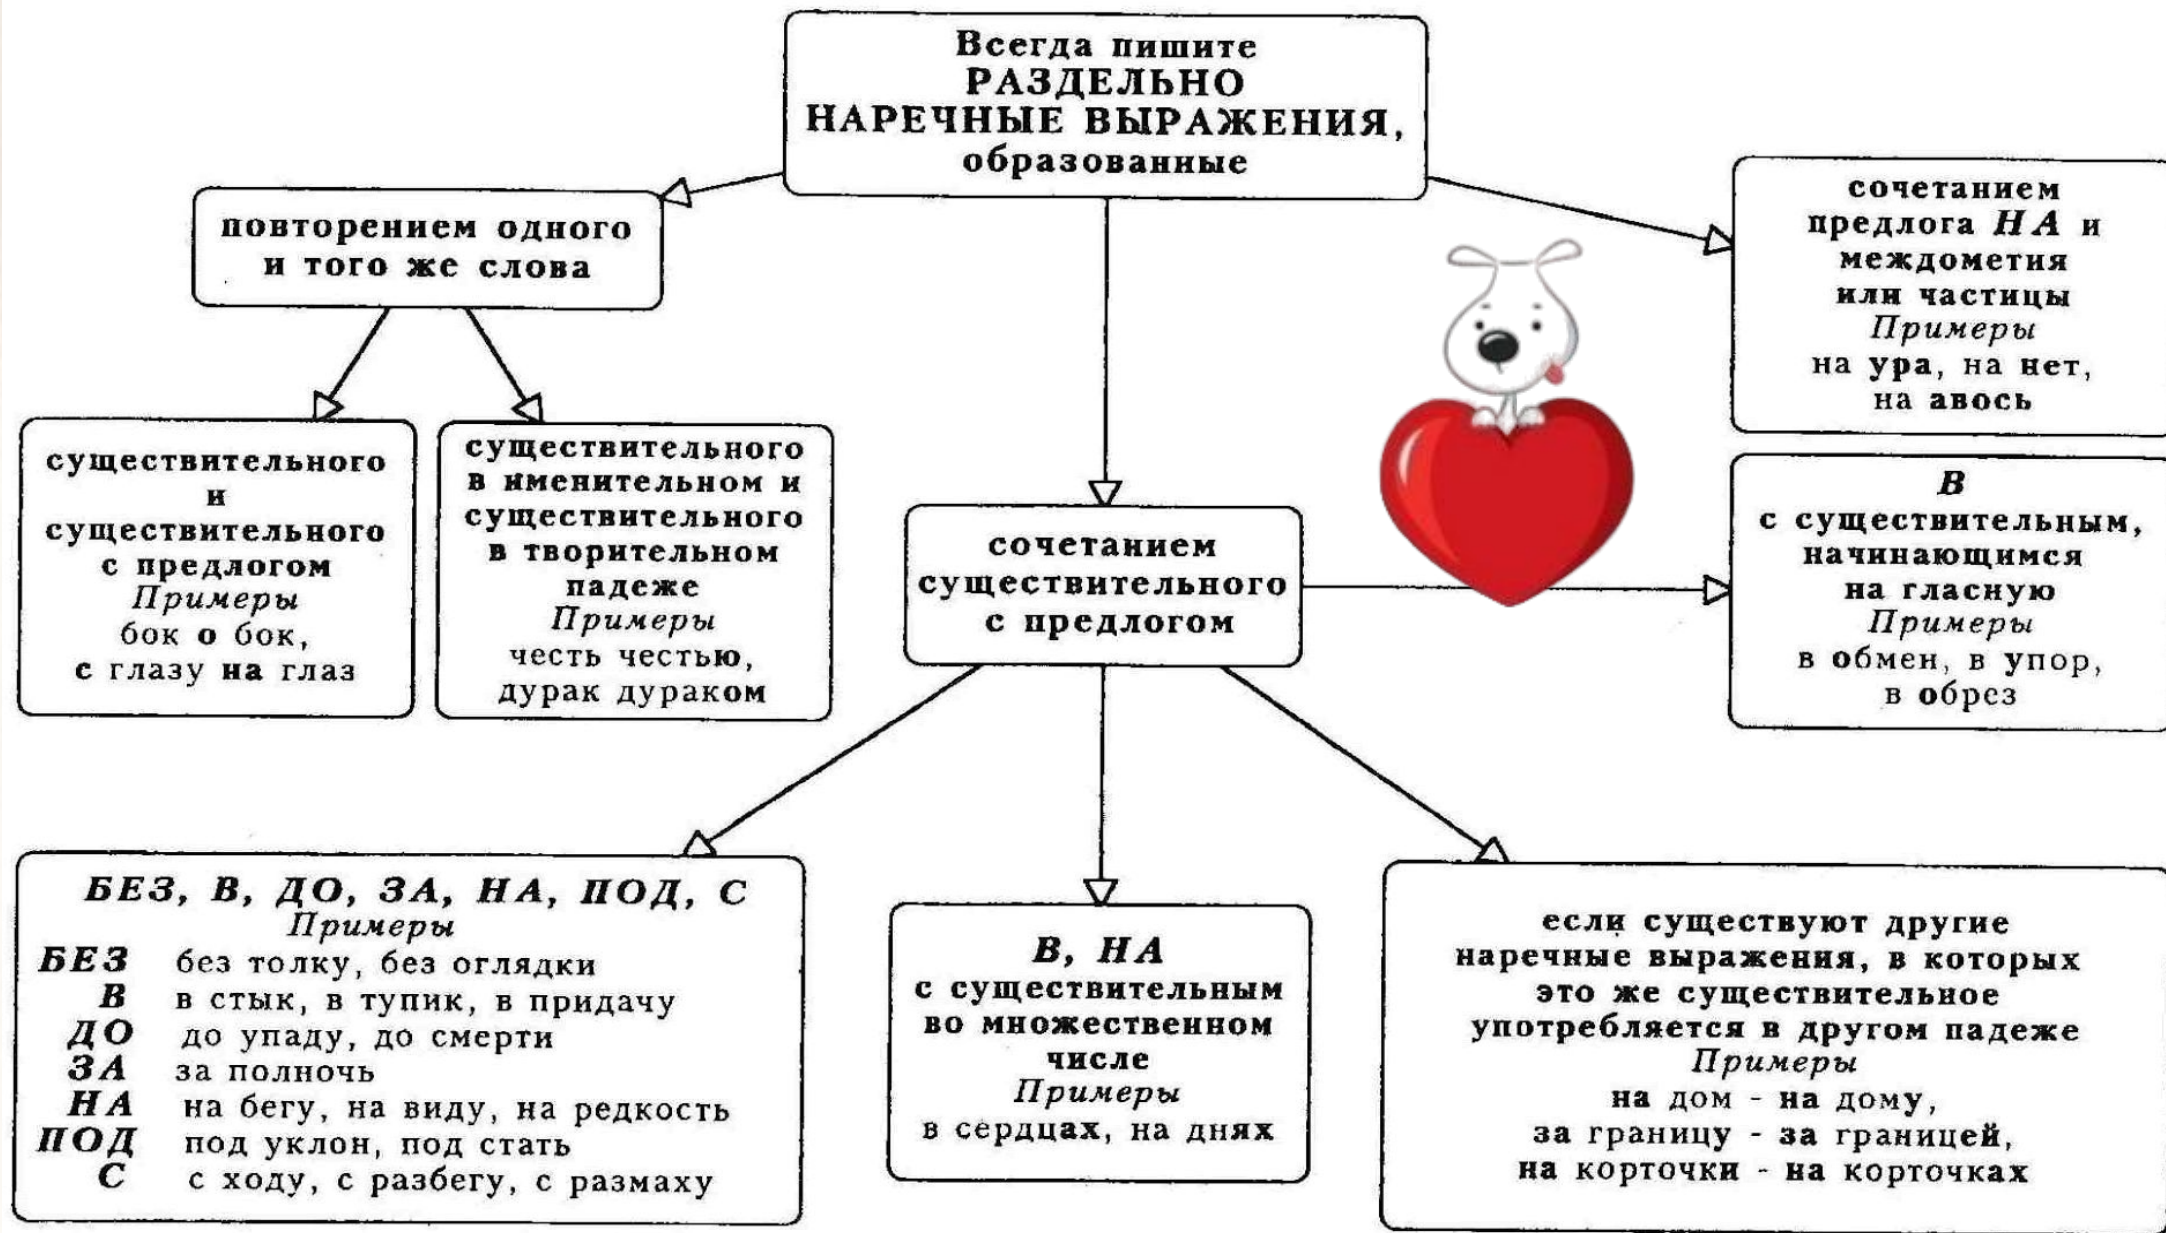 Всегда пишите
РАЗДЕЛЬНО
НАРЕЧНЫЕ ВЫРАЖЕНИЯ,
образованные
повторением одного
и того же слова
существительного
и
существительного
с предлогом
Примеры
бок о бок,
с глазу на глаз
существительного
в именительном и
существительного
в творительном
падеже
Примеры
честь честью,
дурак дураком
сочетанием
существительного
с предлогом
сочетанием
предлога НА и
междометия
или частицы
Примеры
на ура, на нет,
на авось
В
с существительным,
начинающимся
на гласную
Примеры
в обмен, в упор,
в обрез
БЕЗ, В, ДО, ЗА, НА, ПОД, С
Примеры
БЕЗ без толку, без оглядки
В в стык, в тупик, в придачу
ДО до упаду, до смерти
ЗА за полночь
НА на бегу, на виду, на редкость
ПОД под уклон, под стать
С с ходу, с разбегу, с размаху
В, НА
с существительным
во множественном
числе
Примеры
в сердцах, на днях
если существуют другие
наречные выражения, в которых
это же существительное
употребляется в другом падеже
Примеры
на дом - на дому,
за границу - за границей,
на корточки - на корточках